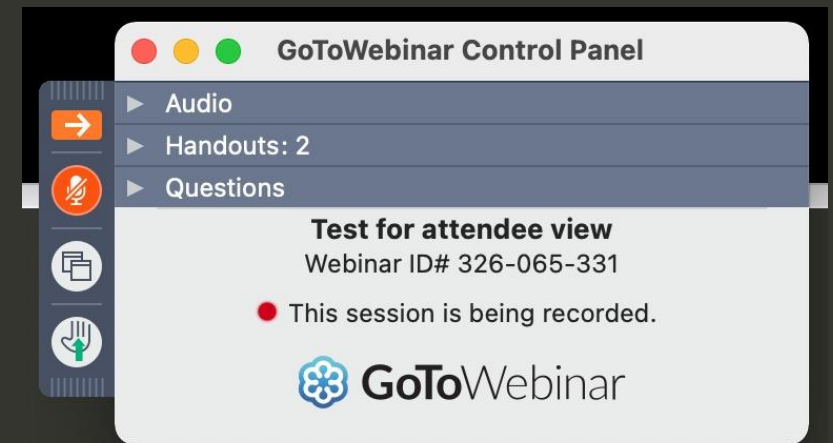 GoToWebinar Control Panel
Audio
Handouts: 2
Questions
Test for attendee view
Webinar ID# 326-065-331
This session is being recorded.
GoToWebinar